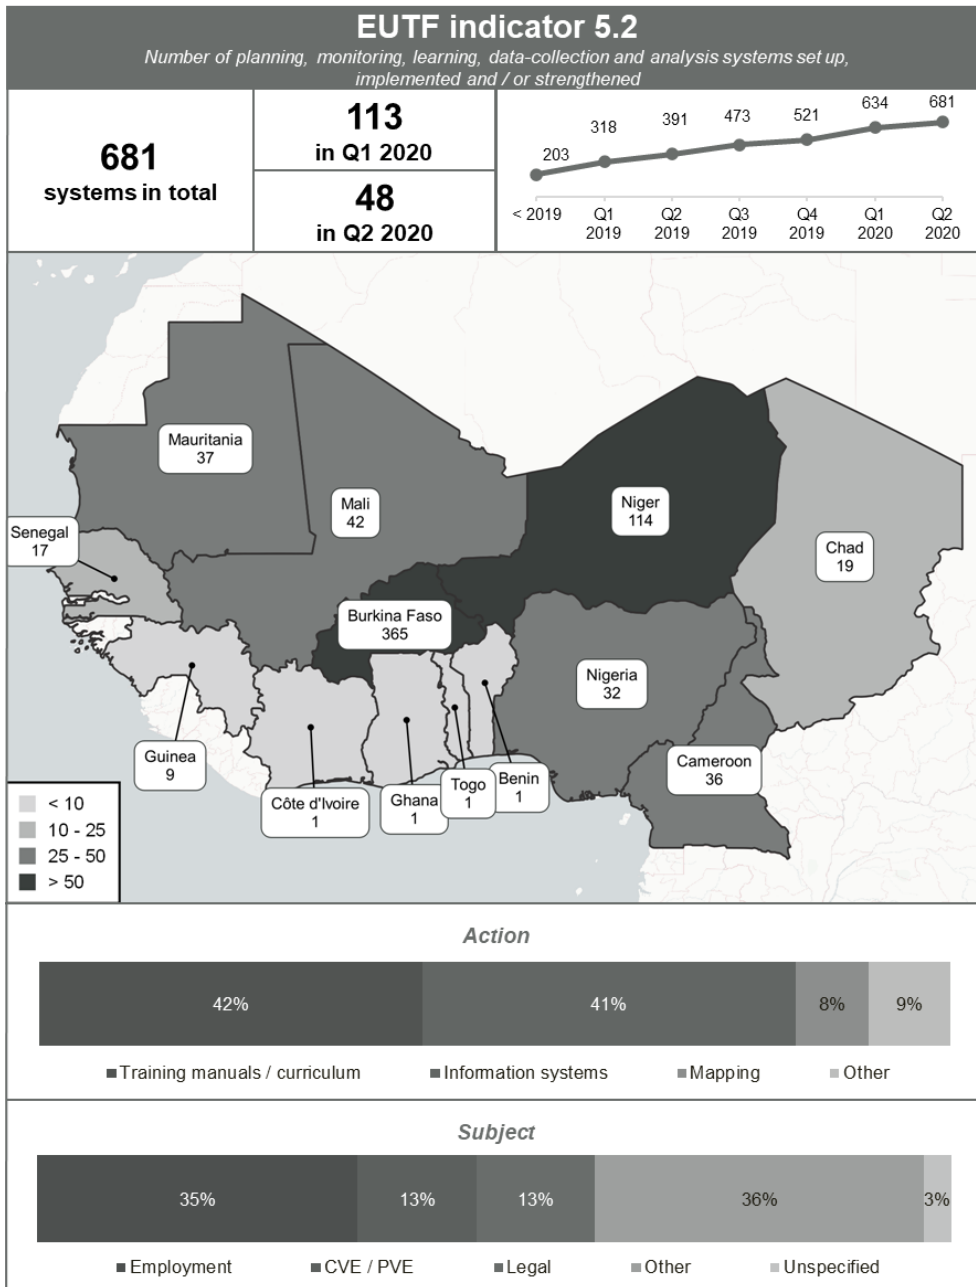 EUTF indicator 5.2
Number of planning, monitoring, learning, data-collection and analysis systems set up,
implemented and / or strengthened
681
systems in total
113
in Q1 2020
48
in Q2 2020
203
318
391
473
521
634
681
< 2019
Q1
2019
Q2
2019
Q3
2019
Q4
2019
Q1
2020
Q2
2020
Mauritania
37
Mali
42
Niger
114
Senegal
17
Chad
19
Burkina Faso
365
Nigeria
32
Guinea
9
Cameroon
36
Côte d'Ivoire
1
Ghana
1
Togo
1
Benin
1
< 10
10 - 25
25 - 50
> 50
Action
42%
41%
8%
9%
Training manuals / curriculum
Information systems
Mapping
Other
Subject
35%
13%
13%
36%
3%
Employment
CVE / PVE
Legal
Other
Unspecified